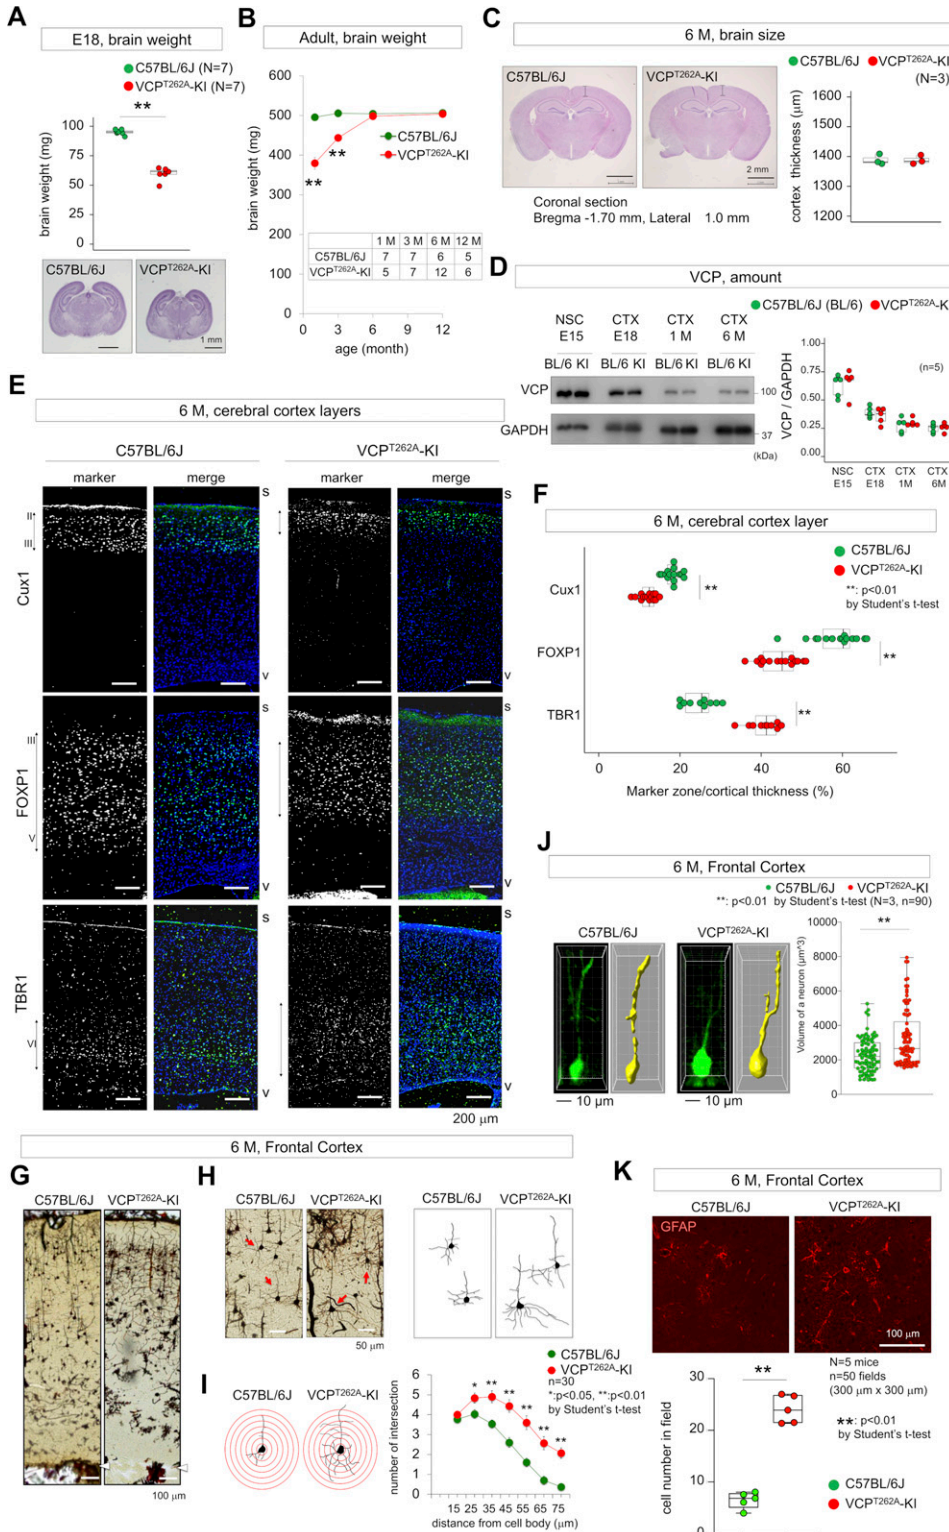 A
E18, brain weight
C57BL/6J (N=7)
VCPT262A-KI (N=7)
**
brain weight (mg)
100
75
50
25
0
C57BL/6J
VCPT262A-KI
1 mm
B
Adult, brain weight
brain weight (mg)
600
500
400
300
200
100
0
C57BL/6J
VCPT262A-KI
**
**
1 M 3 M 6 M 12 M
C57BL/6J 7 7 6 5
VCPT262A-KI 5 7 12 6
0 3 6 9 12
age (month)
C
6 M, brain size
C57BL/6J
VCPT262A-KI
2 mm
Coronal section
Bregma -1.70 mm, Lateral 1.0 mm
C57BL/6J VCPT262A-KI
(N=3)
cortex thickness (μm)
1600
1500
1400
1300
1200
D
VCP, amount
C57BL/6J (BL/6) VCPT262A-K
NSC E15
CTX E18
CTX 1 M
CTX 6 M
BL/6 KI BL/6 KI BL/6 KI BL/6 KI
VCP
100
GAPDH
37
(kDa)
VCP / GAPDH
(n=5)
1.00
0.75
0.50
0.25
0.00
NSC E15
CTX E18
CTX 1M
CTX 6M
E
6 M, cerebral cortex layers
C57BL/6J
VCPT262A-KI
marker merge marker merge
Cux1
II
III
S
V
S
V
FOXP1
III
V
S
V
S
V
TBR1
VI
S
V
S
V
200 μm
F
6 M, cerebral cortex layer
C57BL/6J
VCPT262A-KI
**: p<0.01
by Student's t-test
Cux1
**
FOXP1
**
TBR1
**
0 20 40 60
Marker zone/cortical thickness (%)
J
6 M, Frontal Cortex
C57BL/6J VCPT262A-KI
**: p<0.01 by Student's t-test (N=3, n=90)
C57BL/6J
VCPT262A-KI
10 μm
10 μm
Volume of a neuron (μm^3)
**
10000
8000
6000
4000
2000
0
6 M, Frontal Cortex
G
C57BL/6J VCPT262A-KI
100 μm
H
C57BL/6J VCPT262A-KI
50 μm
C57BL/6J VCPT262A-KI
I
C57BL/6J VCPT262A-KI
C57BL/6J
VCPT262A-KI
n=30
*:p<0.05, **:p<0.01
by Student's t-test
number of intersection
6
5
4
3
2
1
0
* ** ** ** ** **
15 25 35 45 55 65 75
distance from cell body (μm)
K
6 M, Frontal Cortex
C57BL/6J
VCPT262A-KI
GFAP
100 μm
N=5 mice
n=50 fields
(300 μm x 300 μm)
**: p<0.01
by Student's t-test
C57BL/6J
VCPT262A-KI
**
cell number in field
30
20
10
0